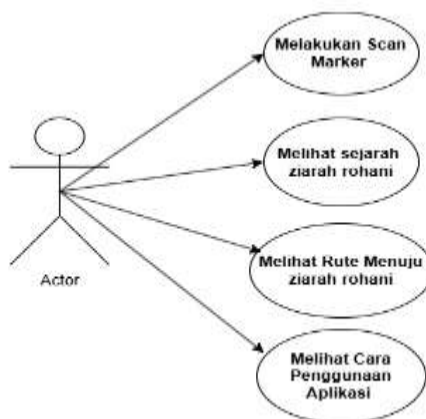 Melakukan Scan
Marker
Melihat sejarah
ziarah rohani
Melihat Rute Menuju
ziarah rohani
Actor
Melihat Cara
Penggunaan
Aplikasi